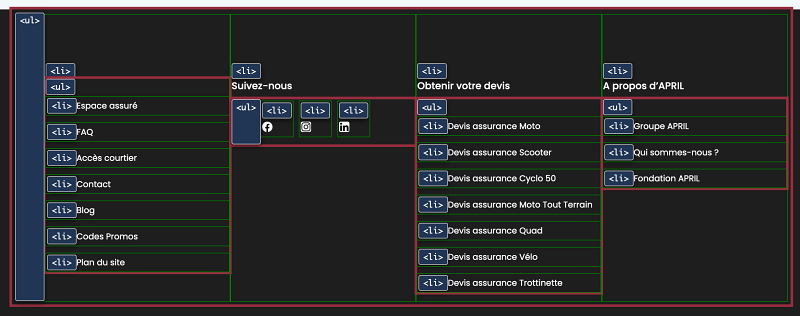 <ul>
<li>
<ul>
<li> Espace assuré
<li> FAQ
<li> Accès courtier
<li> Contact
<li> Blog
<li> Codes Promos
<li> Plan du site
<li>
Suivez-nous
<ul> <li> <li> <li>
<li>
Obtenir votre devis
<ul>
<li> Devis assurance Moto
<li> Devis assurance Scooter
<li> Devis assurance Cyclo 50
<li> Devis assurance Moto Tout Terrain
<li> Devis assurance Quad
<li> Devis assurance Vélo
<li> Devis assurance Trottinette
<li>
A propos d’APRIL
<ul>
<li> Groupe APRIL
<li> Qui sommes-nous ?
<li> Fondation APRIL